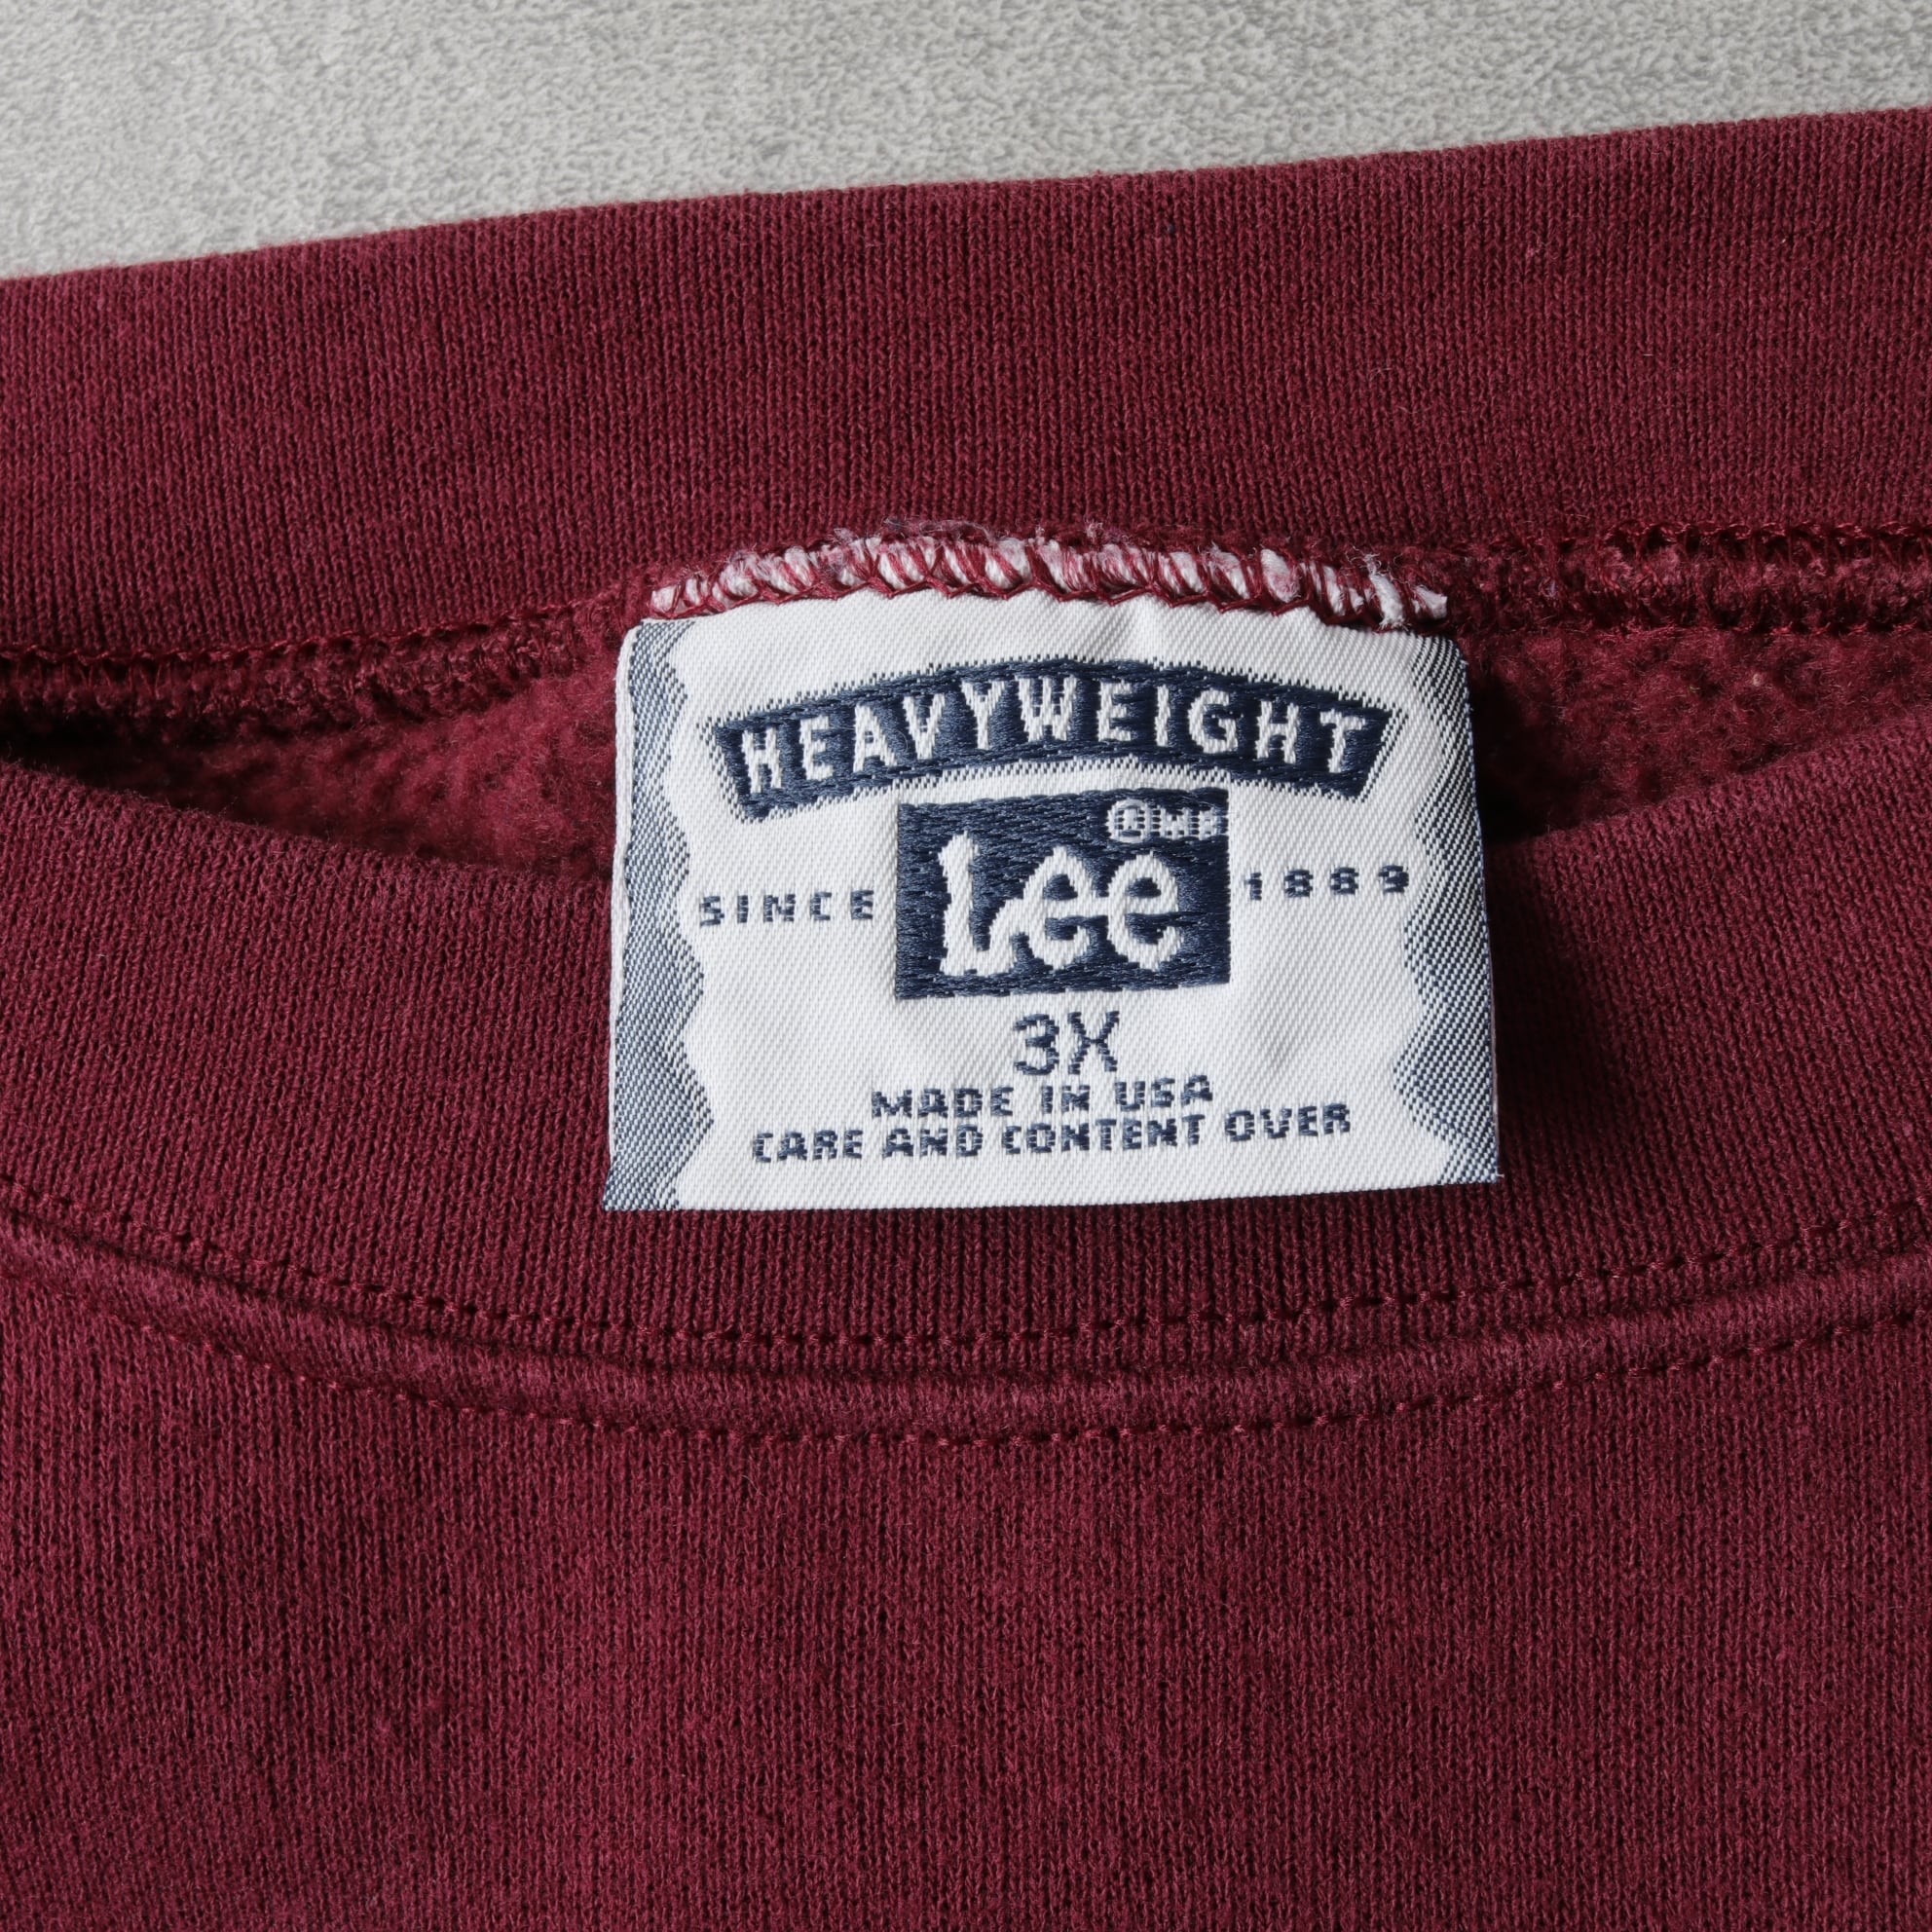 HEAVYWEIGHT
Lee
SINCE 1889
3X
MADE IN USA
CARE AND CONTENT OVER